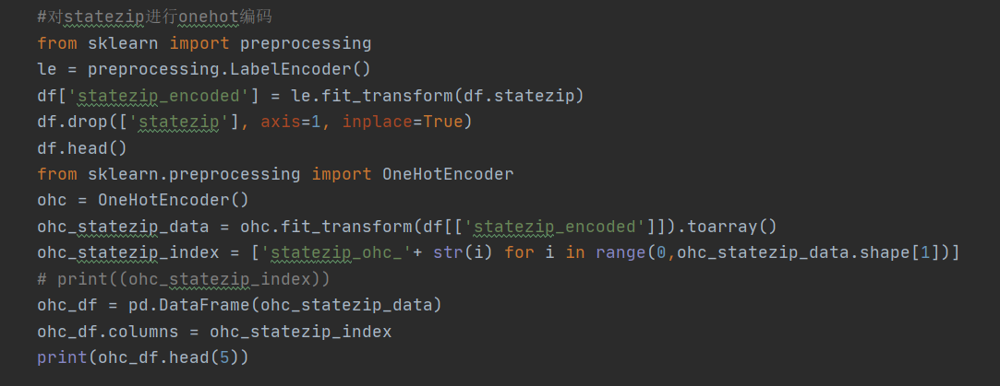 #对statezip进行onehot编码
from sklearn import preprocessing
le = preprocessing.LabelEncoder()
df['statezip_encoded'] = le.fit_transform(df.statezip)
df.drop(['statezip'], axis=1, inplace=True)
df.head()
from sklearn.preprocessing import OneHotEncoder
ohc = OneHotEncoder()
ohc_statezip_data = ohc.fit_transform(df[['statezip_encoded']]).toarray()
ohc_statezip_index = ['statezip_ohc_'+ str(i) for i in range(0,ohc_statezip_data.shape[1])]
# print((ohc_statezip_index))
ohc_df = pd.DataFrame(ohc_statezip_data)
ohc_df.columns = ohc_statezip_index
print(ohc_df.head(5))